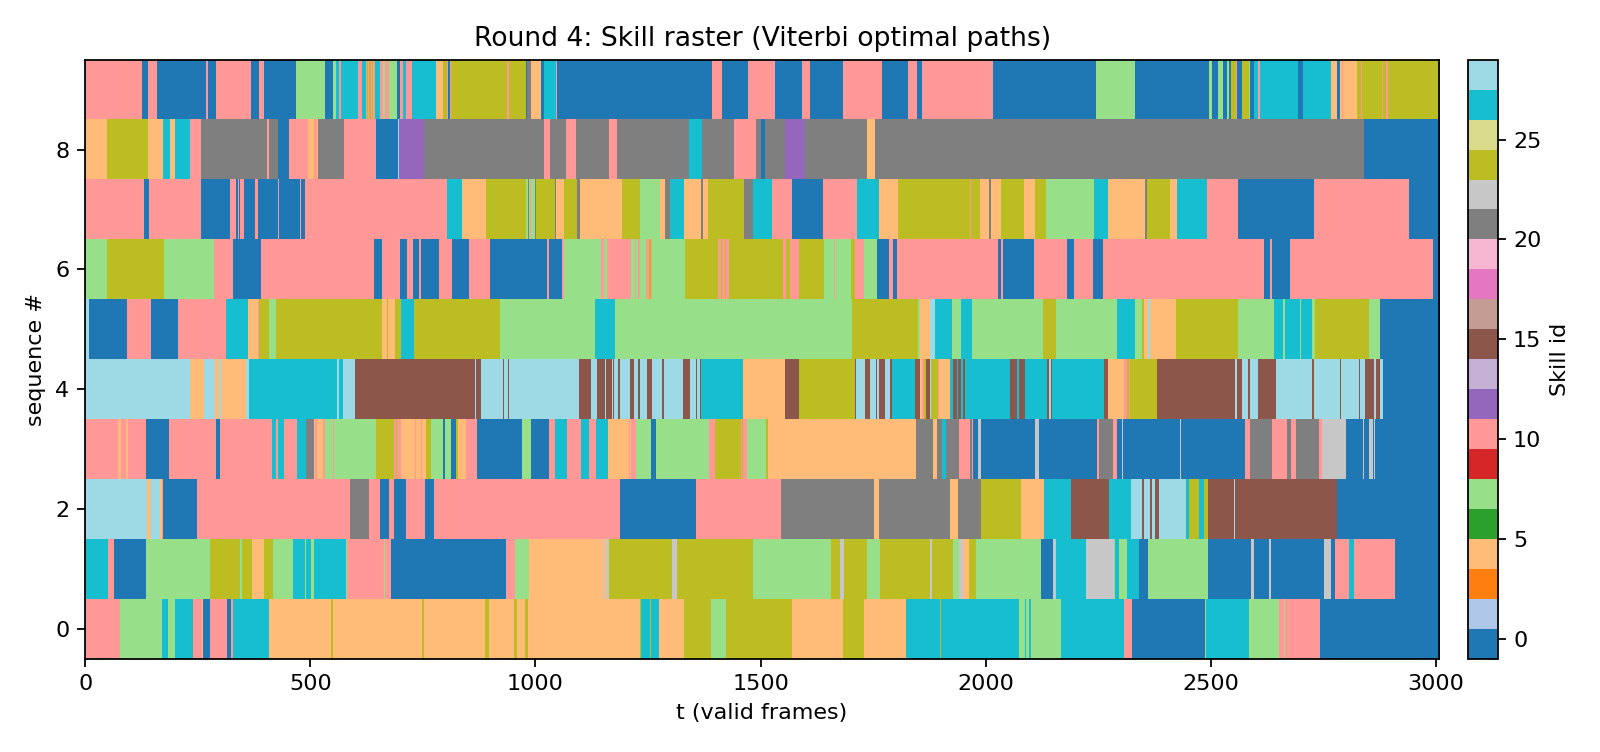 Round 4: Skill raster (Viterbi optimal paths)
sequence #
8
6
4
2
0
0 500 1000 1500 2000 2500 3000
t (valid frames)
25
20
15
10
5
0
Skill id